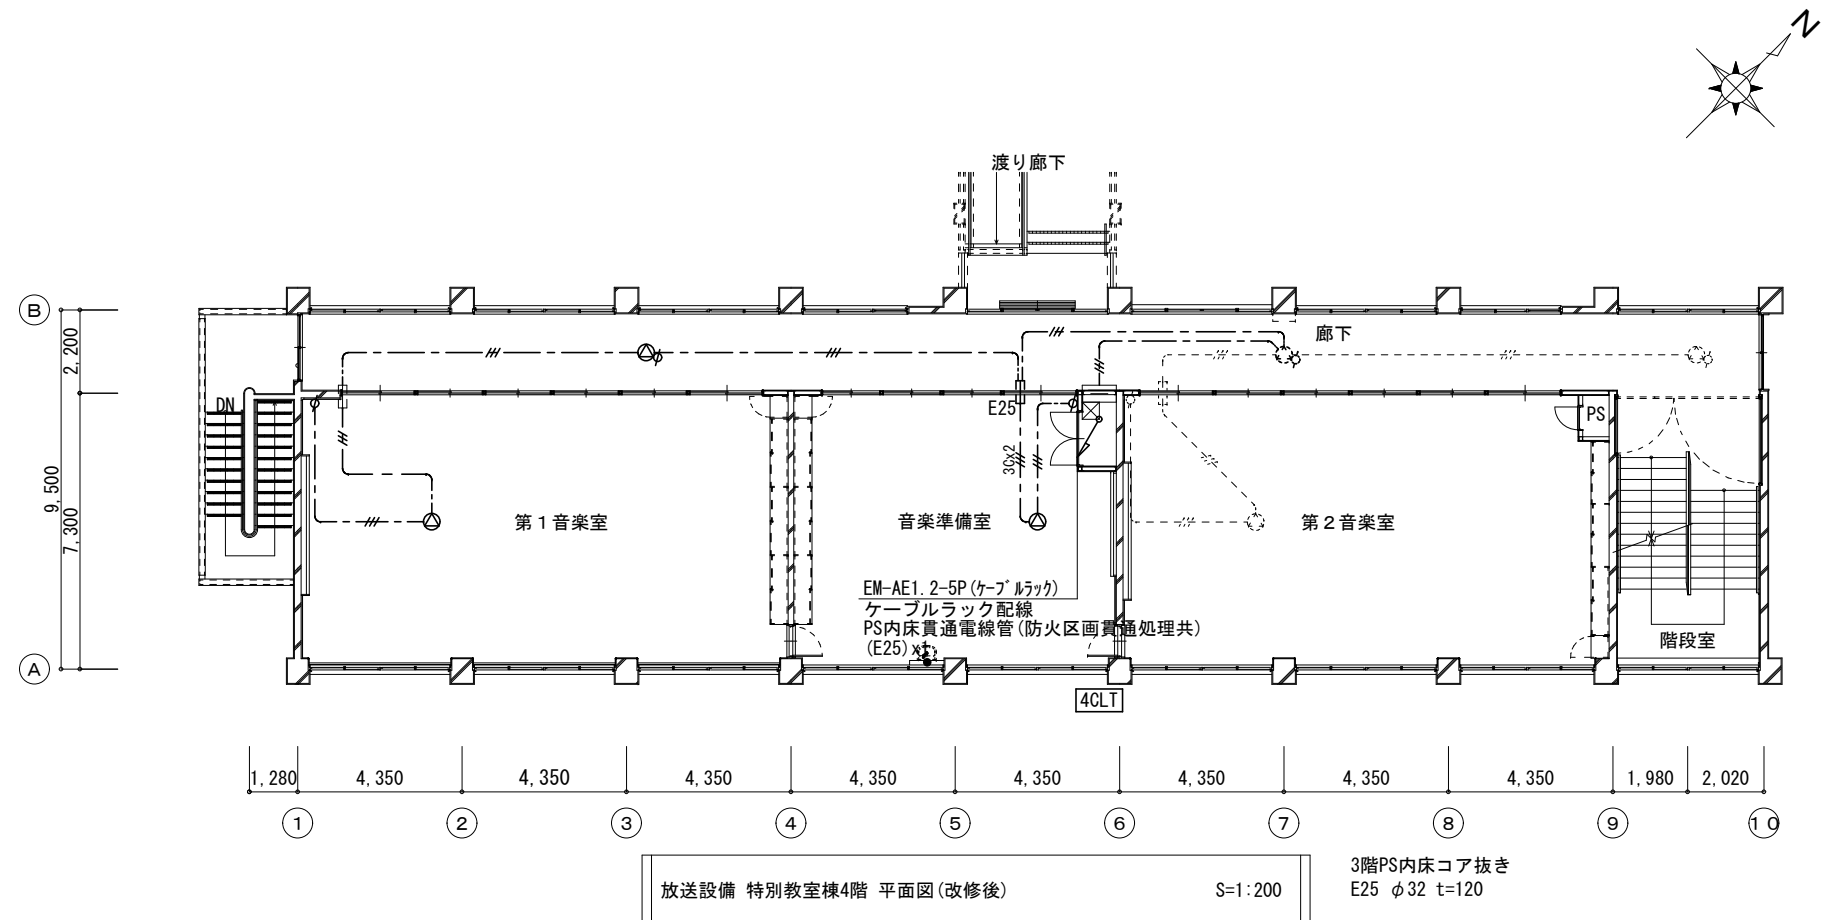 N
渡り廊下
B
2,200
廊下
DN
E25
PS
3C×2
9,500
7,300
第1音楽室
音楽準備室
第2音楽室
EM-AE1.2-5P(ケーブルラック)
ケーブルラック配線
PS内床貫通電線管(防火区画貫通処理共)
階段室
A
4CLT
1,280 4,350 4,350 4,350 4,350 4,350 4,350 4,350 4,350 1,980 2,020
1 2 3 4 5 6 7 8 9 10
3階PS内床コア抜き
放送設備 特別教室棟4階 平面図(改修後) S=1:200
E25 φ32 t=120